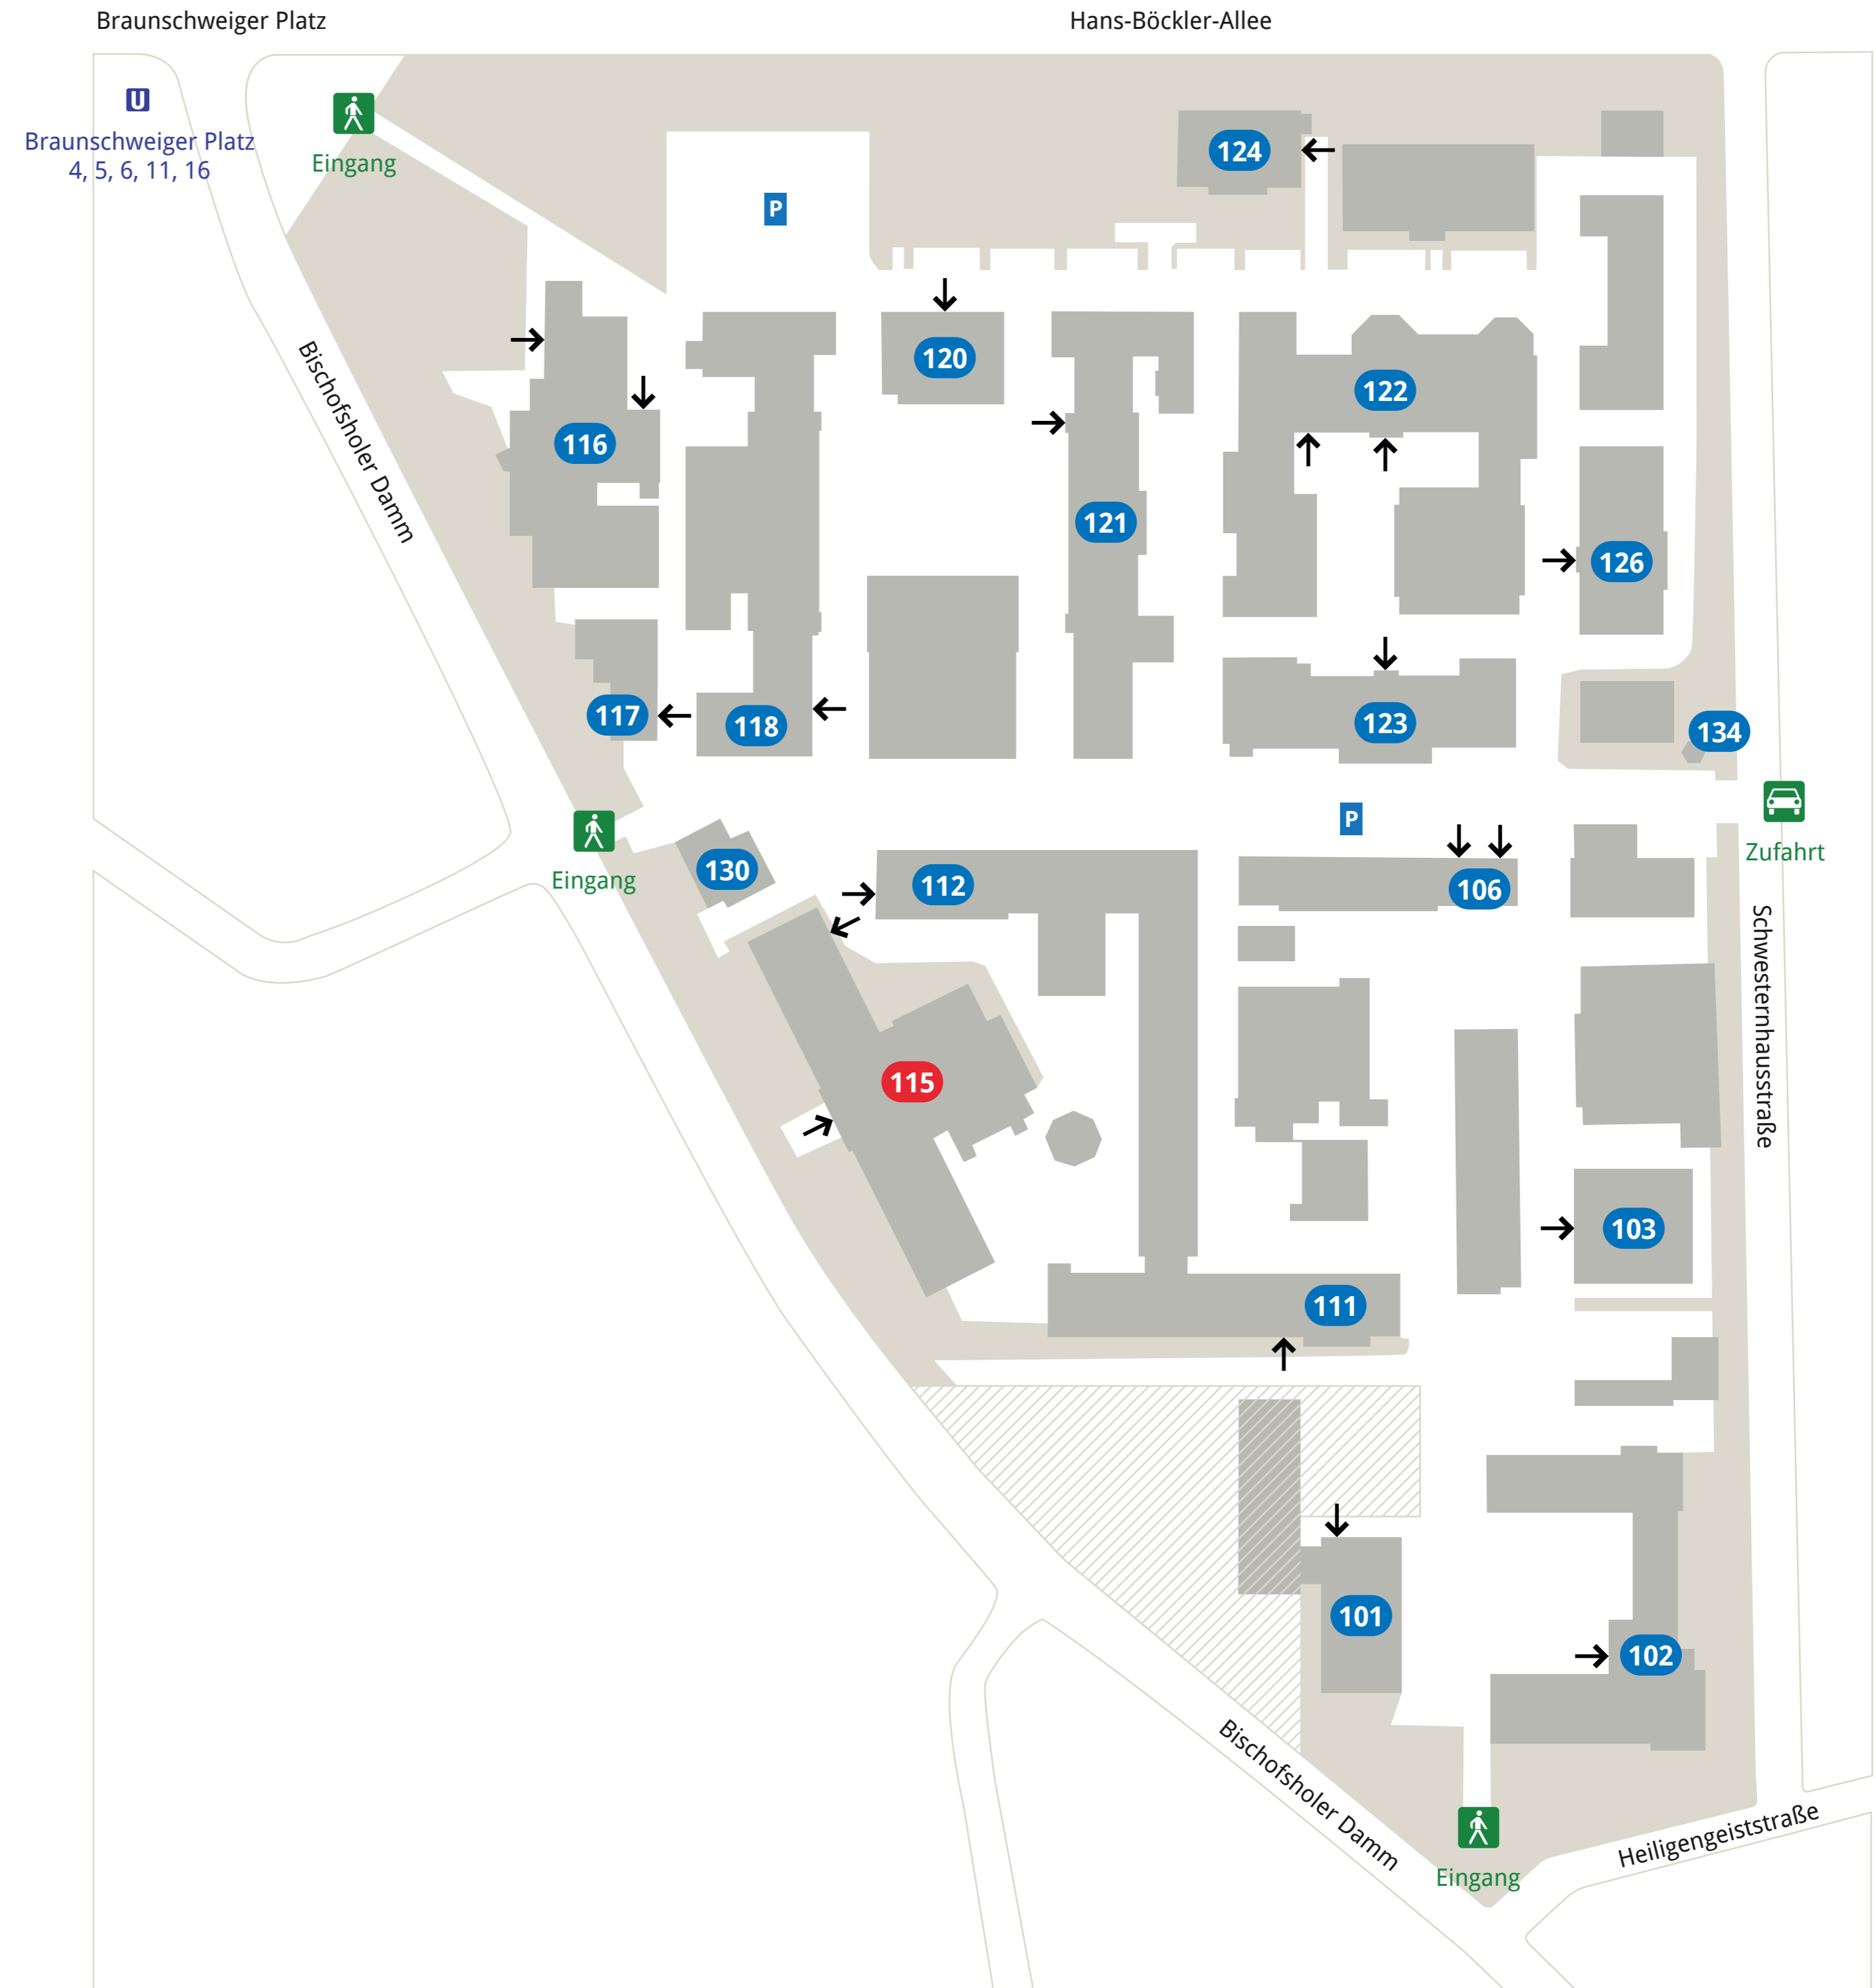 Braunschweiger Platz
Hans-Böckler-Allee
U
Braunschweiger Platz
4, 5, 6, 11, 16
Eingang
124
P
120
122
116
121
126
Bischofsholer Damm
117
118
123
134
P
Zufahrt
Eingang
130
112
106
Schwesternhausstraße
115
103
111
101
102
Bischofsholer Damm
Heiligengeiststraße
Eingang